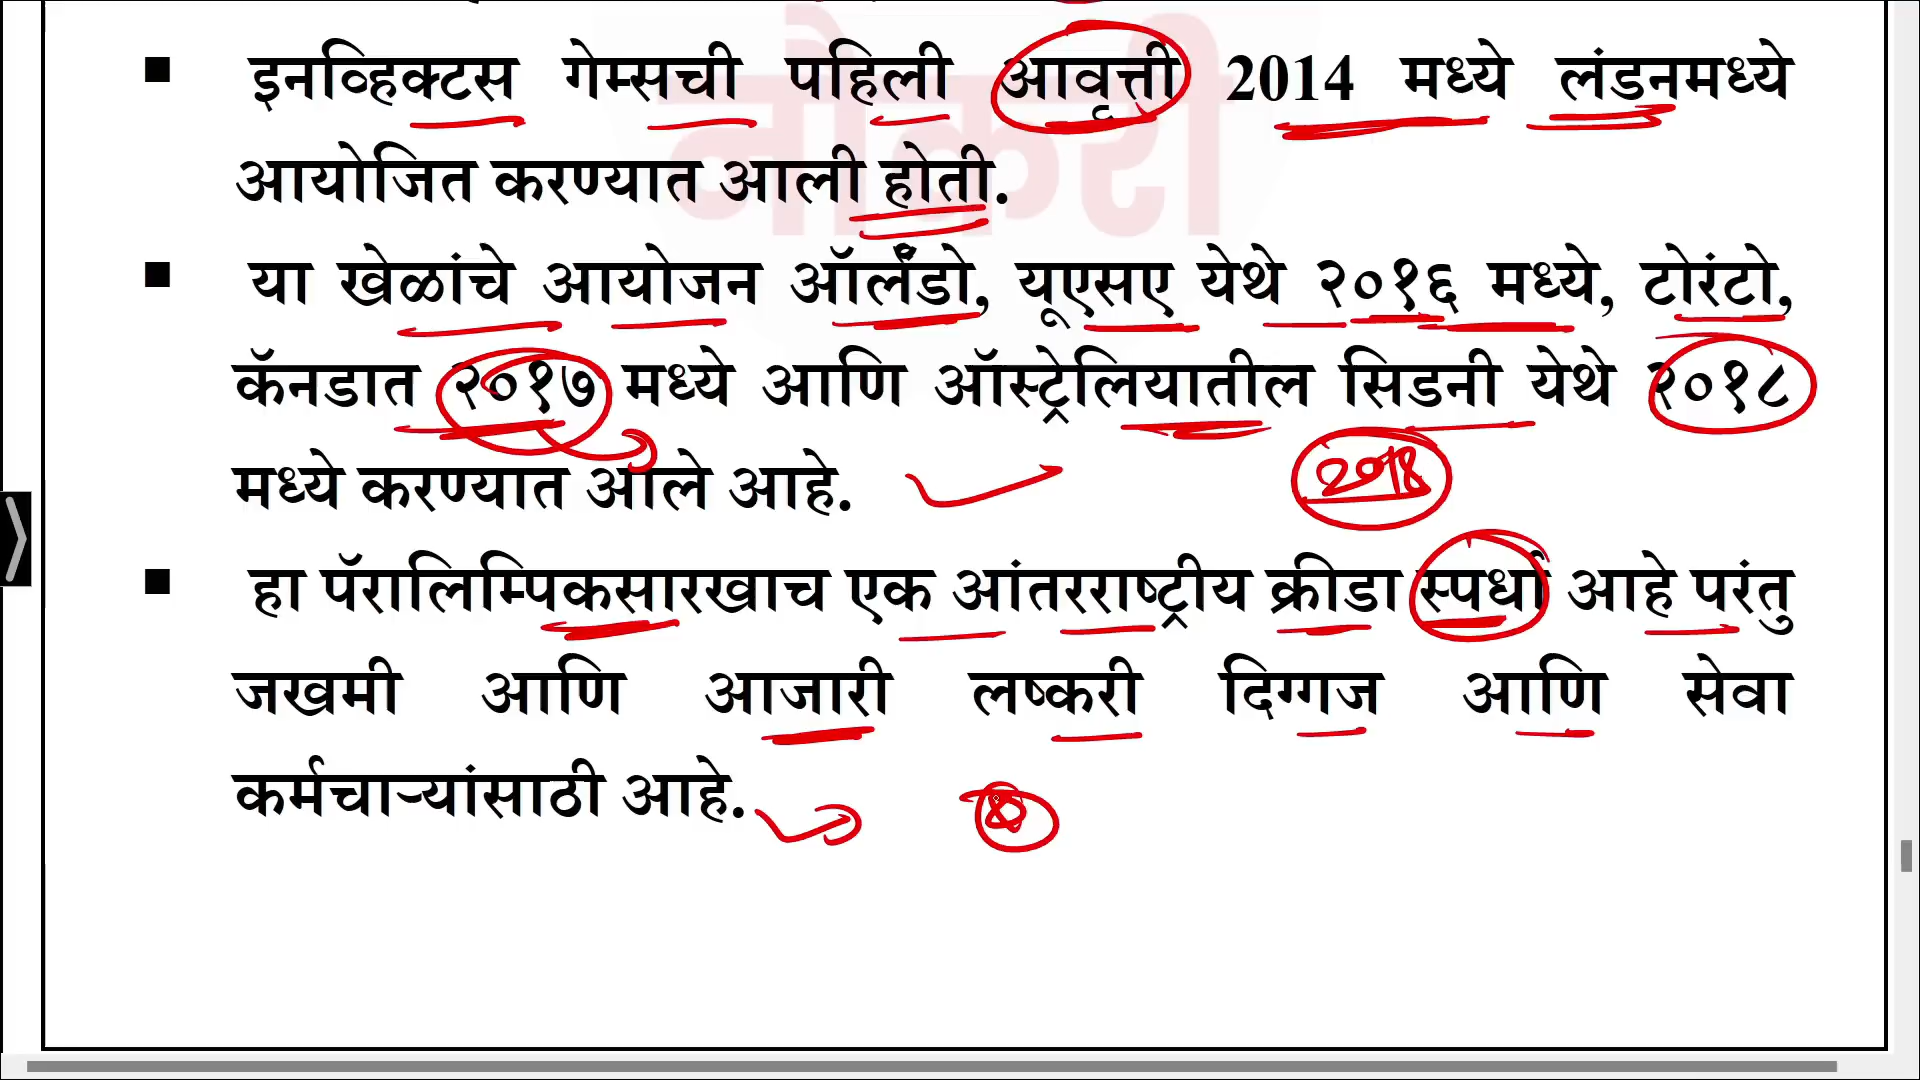 ▪ इनव्हिक्टस गेम्सची पहिली आवृत्ती 2014 मध्ये लंडनमध्ये
आयोजित करण्यात आली होती.
▪ या खेळांचे आयोजन ऑर्लँडो, यूएसए येथे २०१६ मध्ये, टोरंटो,
कॅनडात २०१७ मध्ये आणि ऑस्ट्रेलियातील सिडनी येथे २०१८
मध्ये करण्यात आले आहे.
2018
▪ हा पॅरालिम्पिकसारखाच एक आंतरराष्ट्रीय क्रीडा स्पर्धा आहे परंतु
जखमी आणि आजारी लष्करी दिग्गज आणि सेवा
कर्मचाऱ्यांसाठी आहे.
नोकरी